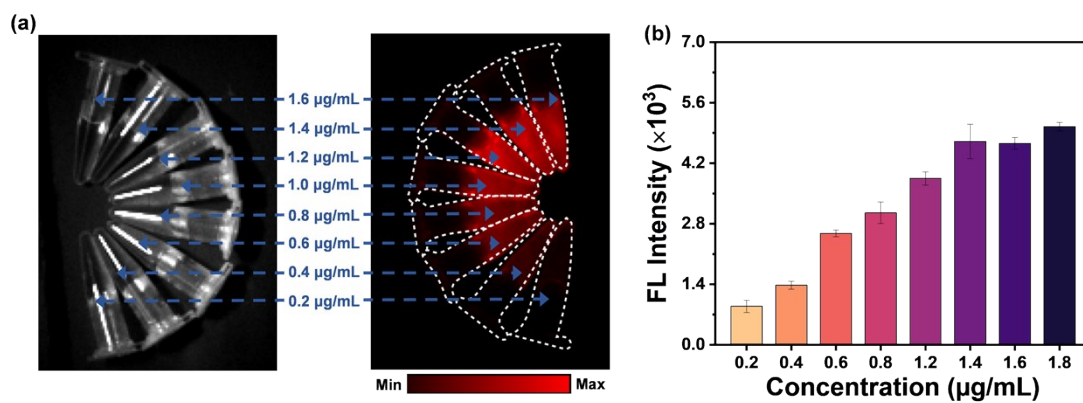 (a)
1.6 µg/mL
1.4 µg/mL
1.2 µg/mL
1.0 µg/mL
0.8 µg/mL
0.6 µg/mL
0.4 µg/mL
0.2 µg/mL
Min Max
(b)
FL Intensity (×10³)
7.0
5.6
4.2
2.8
1.4
0.0
0.2 0.4 0.6 0.8 1.2 1.4 1.6 1.8
Concentration (µg/mL)